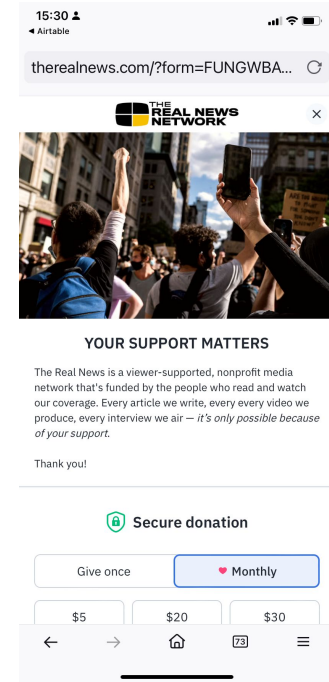 15:30
◀ Airtable
therealnews.com/?form=FUNGWBA...
THE
REAL NEWS
NETWORK
YOUR SUPPORT MATTERS
The Real News is a viewer-supported, nonprofit media
network that's funded by the people who read and watch
our coverage. Every article we write, every every video we
produce, every interview we air — it's only possible because
of your support.
Thank you!
Secure donation
Give once
Monthly
$5
$20
$30
73